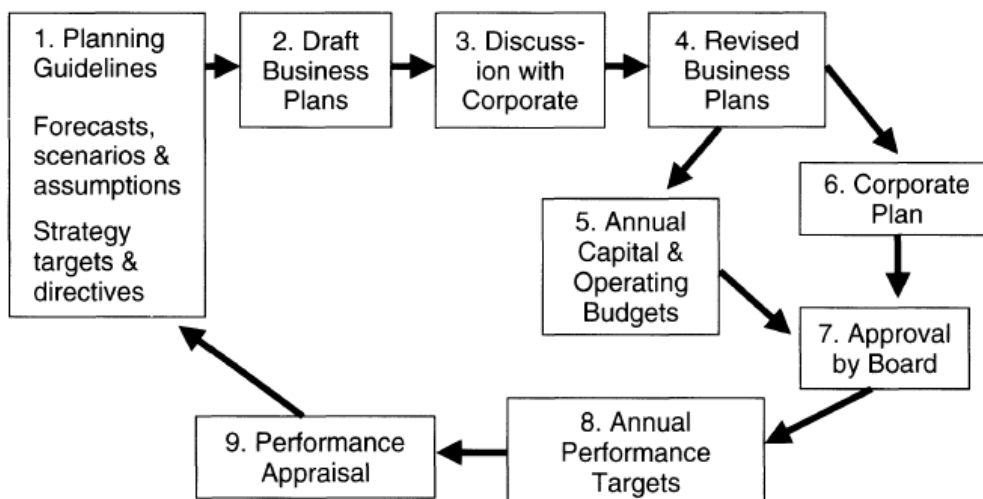 1. Planning
Guidelines
Forecasts,
scenarios &
assumptions
Strategy
targets &
directives
2. Draft
Business
Plans
3. Discuss-
ion with
Corporate
4. Revised
Business
Plans
5. Annual
Capital &
Operating
Budgets
6. Corporate
Plan
7. Approval
by Board
8. Annual
Performance
Targets
9. Performance
Appraisal